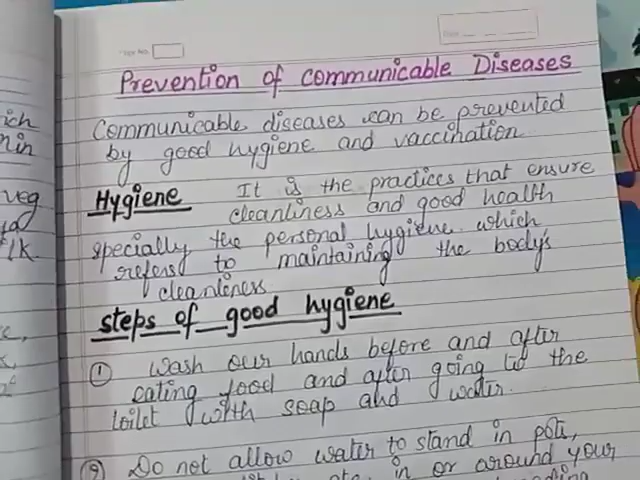 Page No.
Date
Prevention of Communicable Diseases
Communicable diseases can be prevented
by good hygiene and vaccination
Hygiene It is the practices that ensure
cleanliness and good health
specially the personal hygiene which
refers to maintaining the body's
cleanliness
steps of good hygiene
① Wash our hands before and after
eating food and after going to the
toilet with soap and water.
② Do not allow water to stand in pots,
in or around your